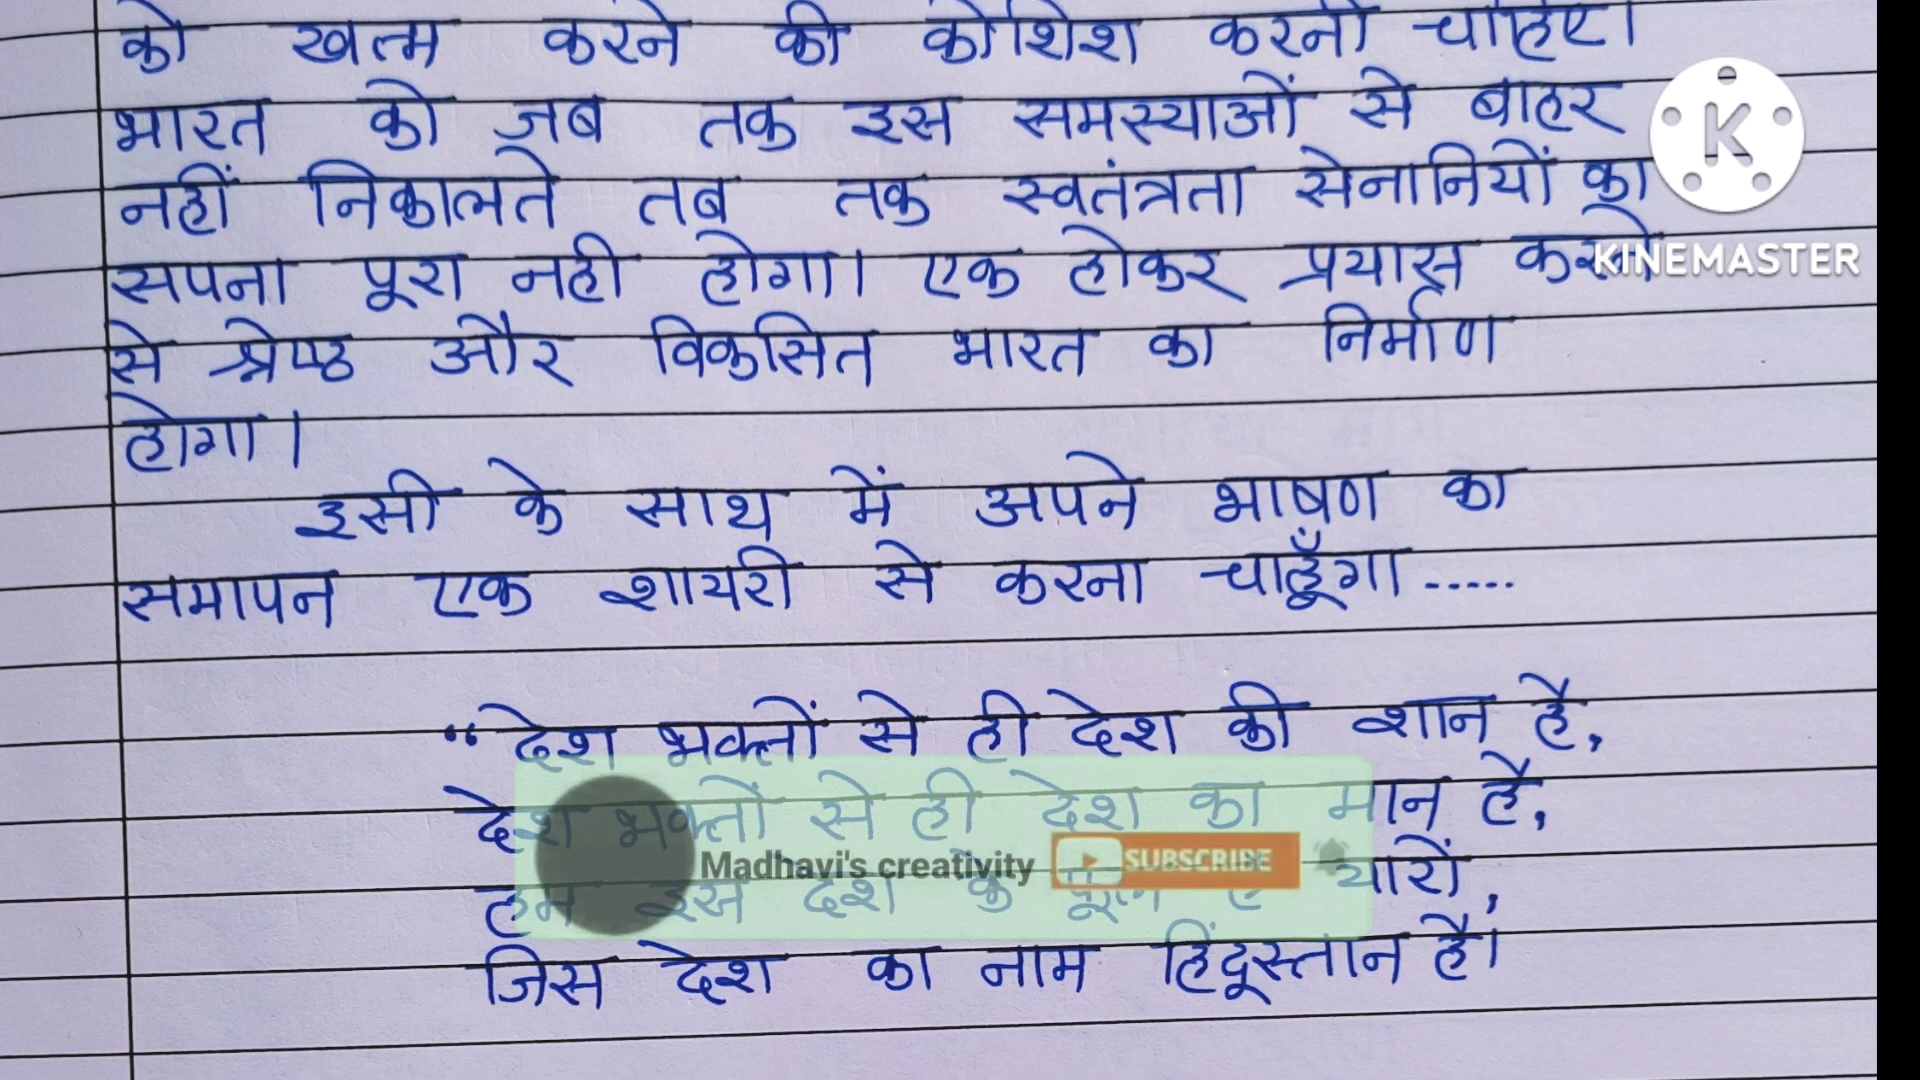 को खत्म करने की कोशिश करनी चाहिए।
भारत को जब तक इस समस्याओं से बाहर
नहीं निकालते तब तक स्वतंत्रता सेनानियों का
सपना पूरा नही होगा। एक होकर प्रयास करने
से श्रेष्ठ और विकसित भारत का निर्माण
होगा।
इसी के साथ में अपने भाषण का
समापन एक शायरी से करना चाहूँगा.....
“देश भक्तों से ही देश की शान है,
देश भक्तों से ही देश का मान है,
हम इस देश के यारों,
जिस देश का नाम हिंदूस्तान है।
K
KINEMASTER
Madhavi's creativity
SUBSCRIBE